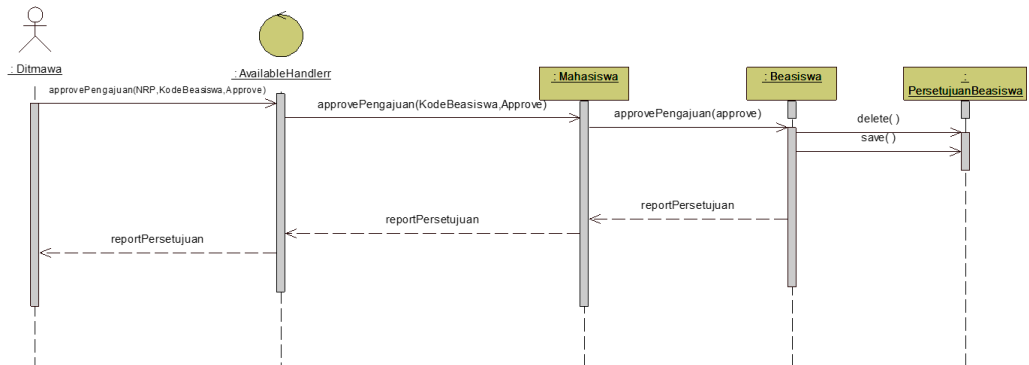 : Ditmawa
: AvailableHandlerr
: Mahasiswa
: Beasiswa
:
PersetujuanBeasiswa
approvePengajuan(NRP,KodeBeasiswa,Approve)
approvePengajuan(KodeBeasiswa,Approve)
approvePengajuan(approve)
delete( )
save( )
reportPersetujuan
reportPersetujuan
reportPersetujuan